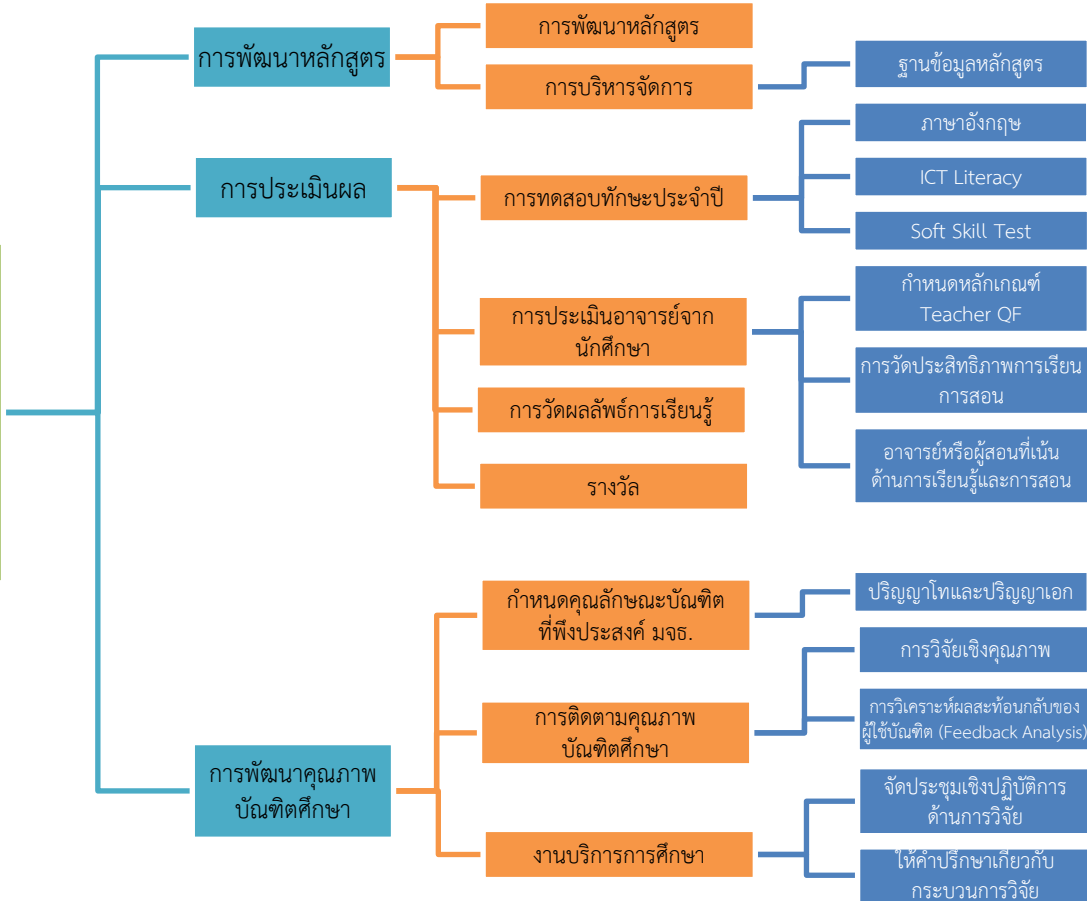 การพัฒนาหลักสูตร
การพัฒนาหลักสูตร
การบริหารจัดการ
ฐานข้อมูลหลักสูตร
การประเมินผล
การทดสอบทักษะประจำปี
ภาษาอังกฤษ
ICT Literacy
Soft Skill Test
การประเมินอาจารย์จาก
นักศึกษา
กำหนดหลักเกณฑ์
Teacher QF
การวัดประสิทธิภาพการเรียน
การสอน
อาจารย์หรือผู้สอนที่เน้น
ด้านการเรียนรู้และการสอน
การวัดผลลัพธ์การเรียนรู้
รางวัล
การพัฒนาคุณภาพ
บัณฑิตศึกษา
กำหนดคุณลักษณะบัณฑิต
ที่พึงประสงค์ มจธ.
ปริญญาโทและปริญญาเอก
การติดตามคุณภาพ
บัณฑิตศึกษา
การวิจัยเชิงคุณภาพ
การวิเคราะห์ผลสะท้อนกลับของ
ผู้ใช้บัณฑิต (Feedback Analysis)
งานบริการการศึกษา
จัดประชุมเชิงปฏิบัติการ
ด้านการวิจัย
ให้คำปรึกษาเกี่ยวกับ
กระบวนการวิจัย